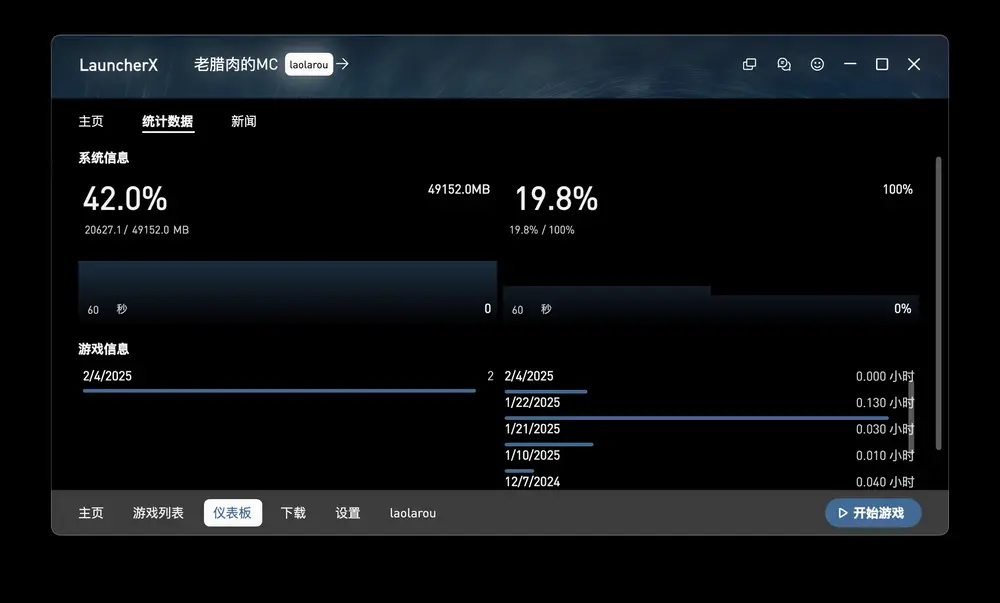 LauncherX 老腊肉的MC laolarou
主页 统计数据 新闻
系统信息
42.0% 49152.0MB
20627.1 / 49152.0 MB
19.8% 100%
19.8% / 100%
60 秒 0
60 秒 0%
游戏信息
2/4/2025 2
2/4/2025 0.000 小时
1/22/2025 0.130 小时
1/21/2025 0.030 小时
1/10/2025 0.010 小时
12/7/2024 0.040 小时
主页 游戏列表 仪表板 下载 设置 laolarou 开始游戏